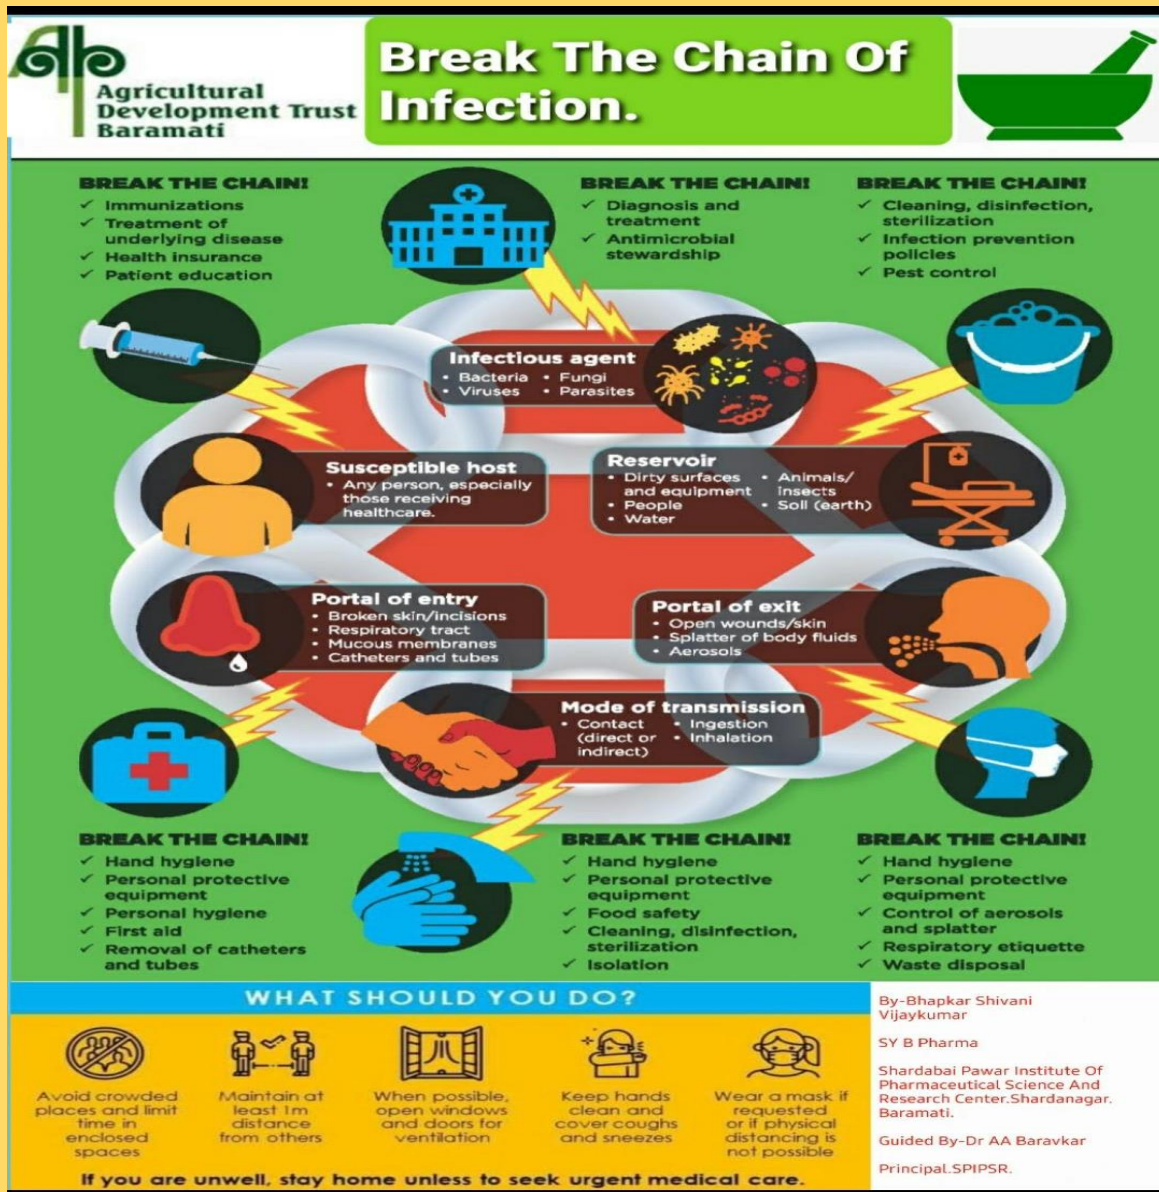 Agricultural
Development Trust
Baramati
Break The Chain Of
Infection.
BREAK THE CHAIN!
✓ Immunizations
✓ Treatment of
underlying disease
✓ Health insurance
✓ Patient education
BREAK THE CHAIN!
✓ Diagnosis and
treatment
✓ Antimicrobial
stewardship
BREAK THE CHAIN!
✓ Cleaning, disinfection,
sterilization
✓ Infection prevention
policies
✓ Pest control
Infectious agent
• Bacteria • Fungi
• Viruses • Parasites
Susceptible host
• Any person, especially
those receiving
healthcare.
Reservoir
• Dirty surfaces
and equipment
• People
• Water
• Animals/
insects
• Soil (earth)
Portal of entry
• Broken skin/incisions
• Respiratory tract
• Mucous membranes
• Catheters and tubes
Portal of exit
• Open wounds/skin
• Splatter of body fluids
• Aerosols
Mode of transmission
• Contact
(direct or
indirect)
• Ingestion
• Inhalation
BREAK THE CHAIN!
✓ Hand hygiene
✓ Personal protective
equipment
✓ Personal hygiene
✓ First aid
✓ Removal of catheters
and tubes
BREAK THE CHAIN!
✓ Hand hygiene
✓ Personal protective
equipment
✓ Food safety
✓ Cleaning, disinfection,
sterilization
✓ Isolation
BREAK THE CHAIN!
✓ Hand hygiene
✓ Personal protective
equipment
✓ Control of aerosols
and splatter
✓ Respiratory etiquette
✓ Waste disposal
WHAT SHOULD YOU DO?
Avoid crowded
places and limit
time in
enclosed
spaces
Maintain at
least 1m
distance
from others
When possible,
open windows
and doors for
ventilation
Keep hands
clean and
cover coughs
and sneezes
Wear a mask if
requested
or if physical
distancing is
not possible
If you are unwell, stay home unless to seek urgent medical care.
By-Bhapkar Shivani
Vijaykumar
SY B Pharma
Shardabai Pawar Institute Of
Pharmaceutical Science And
Research Center.Shardanagar.
Baramati.
Guided By-Dr AA Baravkar
Principal.SPIPSR.